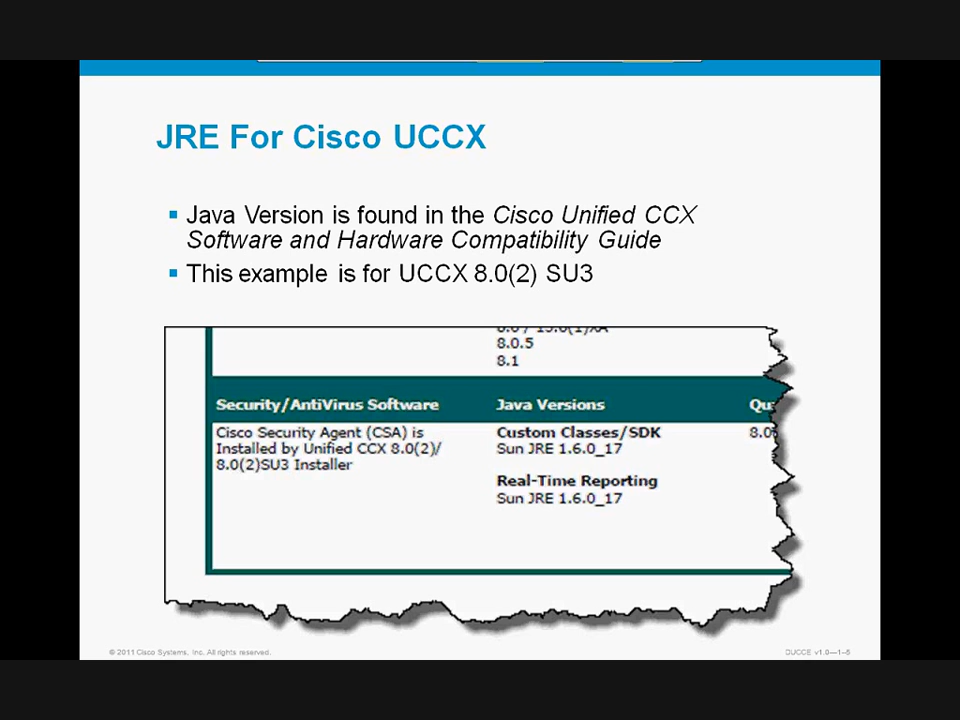 JRE For Cisco UCCX
Java Version is found in the Cisco Unified CCX
Software and Hardware Compatibility Guide
This example is for UCCX 8.0(2) SU3
8.0.5
8.1
Security/AntiVirus Software
Java Versions
Cisco Security Agent (CSA) is
Installed by Unified CCX 8.0(2)/
8.0(2)SU3 Installer
Custom Classes/SDK
Sun JRE 1.6.0_17
Real-Time Reporting
Sun JRE 1.6.0_17
© 2011 Cisco Systems, Inc. All rights reserved.
v1.0—1–5